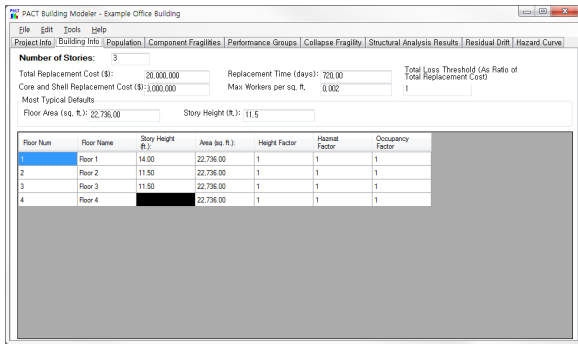 PACT Building Modeler - Example Office Building
File Edit Tools Help
Project Info Building Info Population Component Fragilities Performance Groups Collapse Fragility Structural Analysis Results Residual Drift Hazard Curve
Number of Stories: 3
Total Replacement Cost ($): 20,000,000 Replacement Time (days): 720,00 Total Loss Threshold (As Ratio of Total Replacement Cost)
Core and Shell Replacement Cost ($): 3,000,000 Max Workers per sq. ft. 0,002 1
Most Typical Defaults
Floor Area (sq. ft.): 22,736,00 Story Height (ft.): 11,5
Floor Num Floor Name Story Height (ft.): Area (sq. ft.): Height Factor Hazmat Factor Occupancy Factor
1 Floor 1 14.00 22,736.00 1 1 1
2 Floor 2 11.50 22,736.00 1 1 1
3 Floor 3 11.50 22,736.00 1 1 1
4 Floor 4 22,736.00 1 1 1